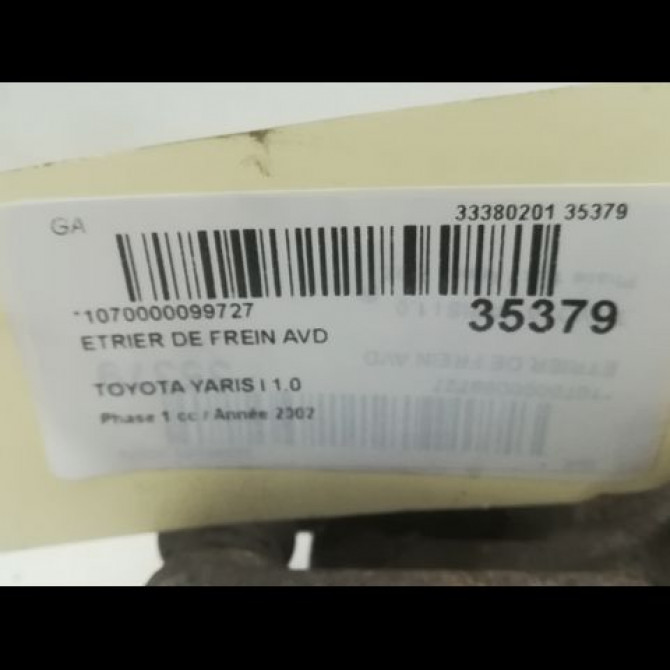 GA
33380201 35379
*1070000099727
35379
ETRIER DE FREIN AVD
TOYOTA YARIS I 1.0
Phase 1 cc / Année 2002